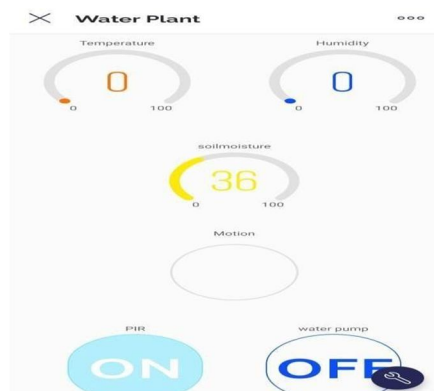 Water Plant
Temperature
Humidity
0
0
0 100
0 100
soilmoisture
36
0 100
Motion
PIR
water pump
ON
OFF